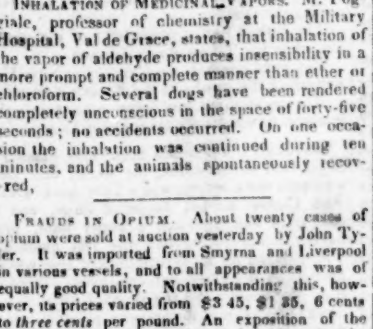 INHALATION OF MEDICINAL VAPORS. M. Pog
giale, professor of chemistry at the Military
Hospital, Val de Grace, states, that inhalation of
the vapor of aldehyde produces insensibility in a
more prompt and complete manner than ether or
chloroform. Several dogs have been rendered
completely unconscious in the space of forty-five
seconds; no accidents occurred. On one occa-
sion the inhalation was continued during ten
minutes, and the animals spontaneously recov-
red,
FRAUDS IN OPIUM. About twenty cases of
opium were sold at auction yesterday by John Ty-
ler. It was imported from Smyrna and Liverpool
in various vessels, and to all appearances was of
equally good quality. Notwithstanding this, how-
ever, its prices varied from $3 45, $1 85, 6 cents
to three cents per pound. An exposition of the